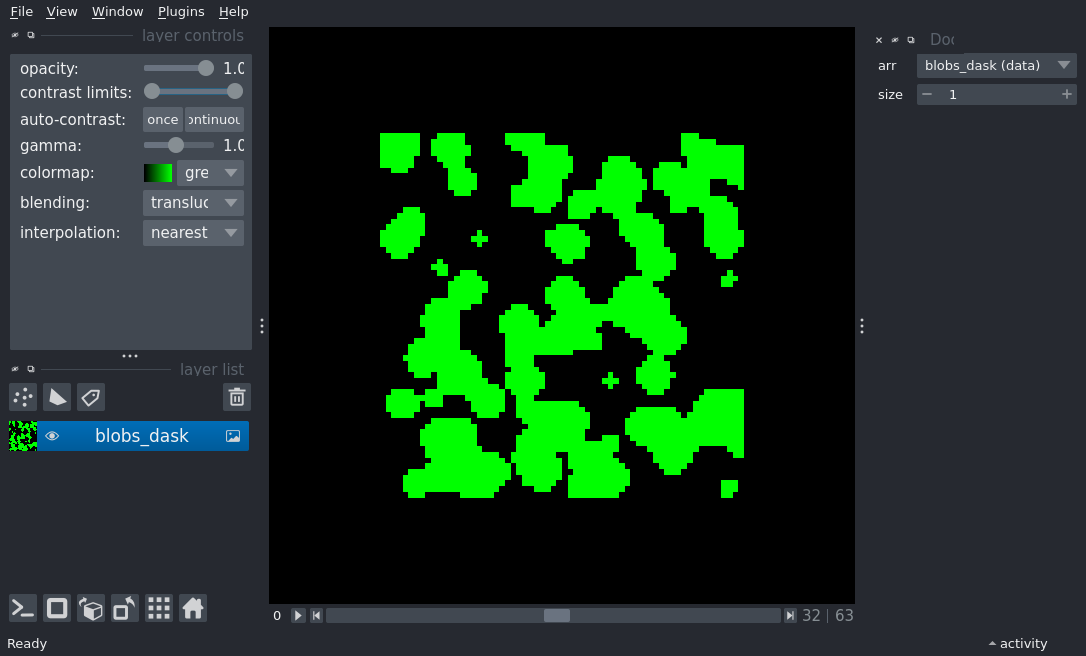 File View Window Plugins Help
layer controls
opacity: 1.0
contrast limits:
auto-contrast: once ontinuou
gamma: 1.0
colormap: gre
blending: transluc
interpolation: nearest
layer list
blobs_dask
Doc
arr blobs_dask (data)
size 1
0 32 | 63
Ready
activity